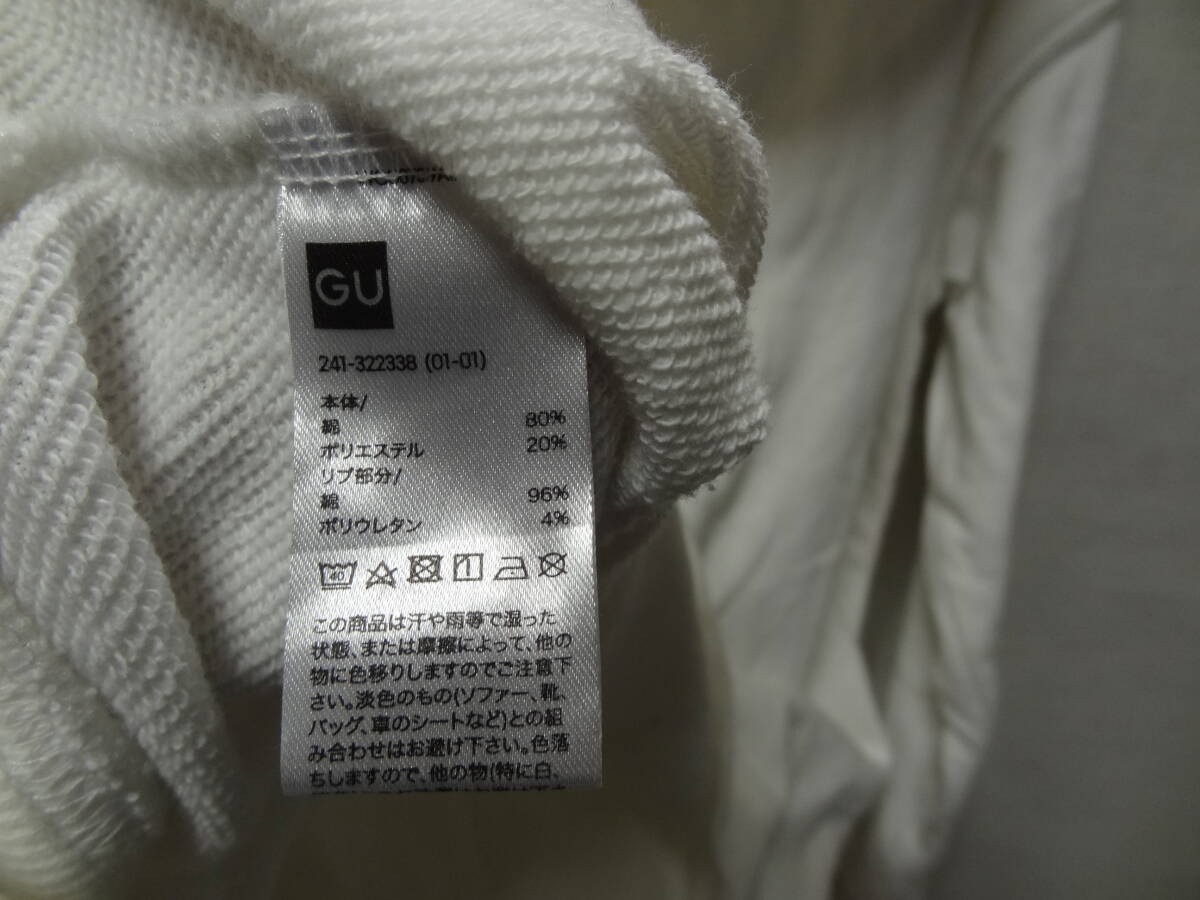 GU
241-322338 (01-01)
本体/
綿 80%
ポリエステル 20%
リブ部分/
綿 96%
ポリウレタン 4%
40
この商品は汗や雨等で湿った
状態、または摩擦によって、他の
物に色移りしますのでご注意下
さい。淡色のもの(ソファー、靴、
バッグ、車のシートなど)との組
み合わせはお避け下さい。色落
ちしますので、他の物(特に白、